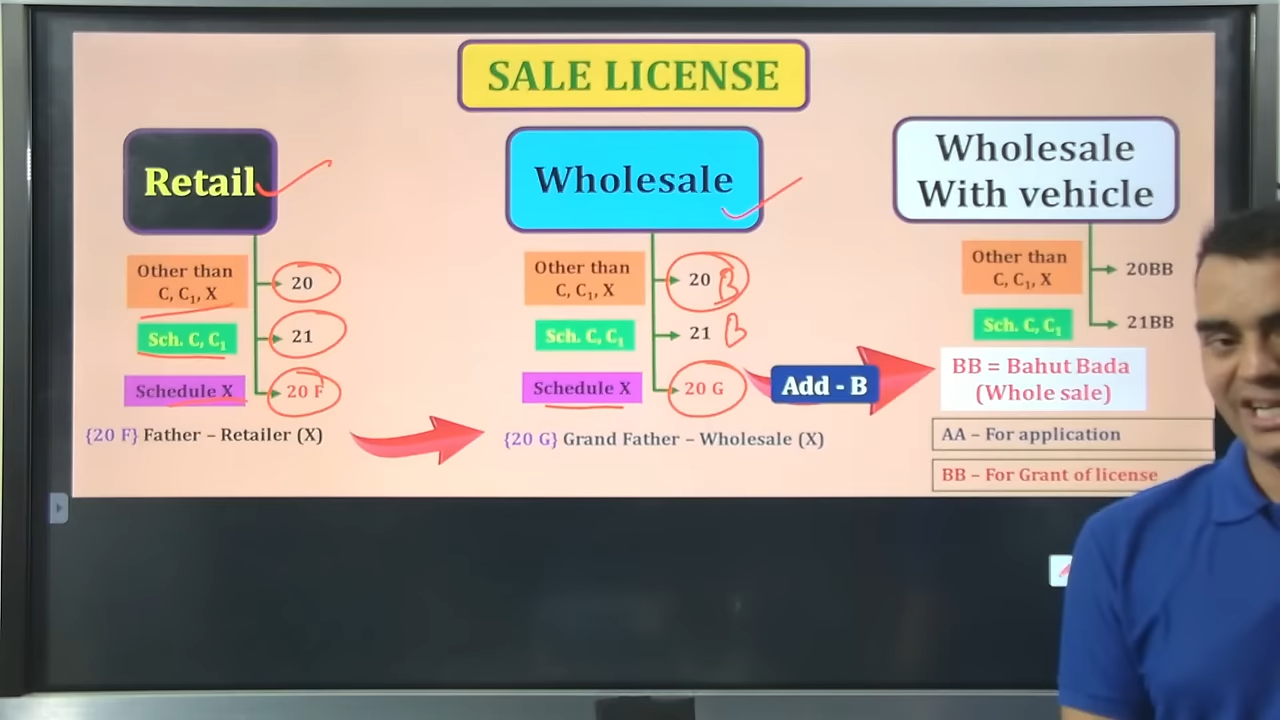 SALE LICENSE
Retail
Other than
C, C₁, X
20
Sch. C, C₁
21
Schedule X
20 F
{20 F} Father – Retailer (X)
Wholesale
Other than
C, C₁, X
20 B
Sch. C, C₁
21 B
Schedule X
20 G
{20 G} Grand Father – Wholesale (X)
Add - B
Wholesale
With vehicle
Other than
C, C₁, X
20BB
Sch. C, C₁
21BB
BB = Bahut Bada
(Whole sale)
AA – For application
BB – For Grant of license